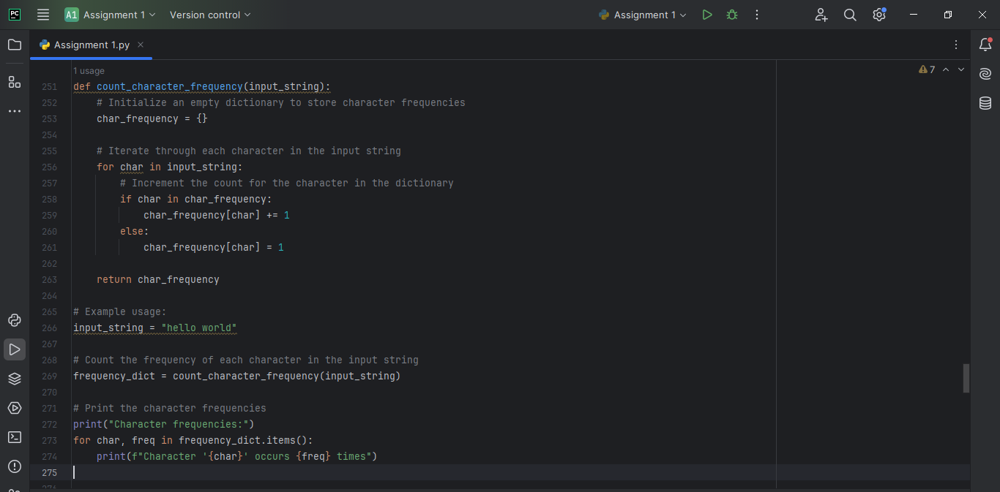 PC A1 Assignment 1 Version control Assignment 1
Assignment 1.py
1 usage
7
251 def count_character_frequency(input_string):
252     # Initialize an empty dictionary to store character frequencies
253     char_frequency = {}
254
255     # Iterate through each character in the input string
256     for char in input_string:
257         # Increment the count for the character in the dictionary
258         if char in char_frequency:
259             char_frequency[char] += 1
260         else:
261             char_frequency[char] = 1
262
263     return char_frequency
264
265 # Example usage:
266 input_string = "hello world"
267
268 # Count the frequency of each character in the input string
269 frequency_dict = count_character_frequency(input_string)
270
271 # Print the character frequencies
272 print("Character frequencies:")
273 for char, freq in frequency_dict.items():
274     print(f"Character '{char}' occurs {freq} times")
275
276